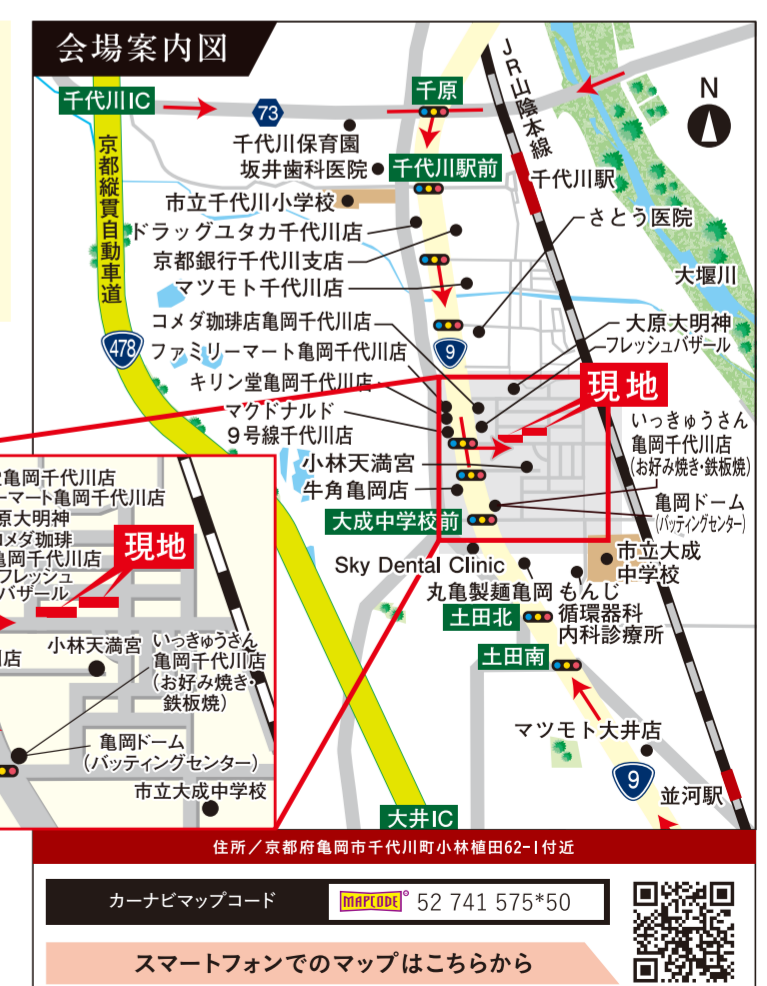 会場案内図
JR山陰本線
N
千代川IC
73
千原
千代川保育園
坂井歯科医院
千代川駅前
千代川駅
京都縦貫自動車道
市立千代川小学校
さとう医院
ドラッグユタカ千代川店
京都銀行千代川支店
大堰川
マツモト千代川店
コメダ珈琲店亀岡千代川店
大原大明神
478
ファミリーマート亀岡千代川店
9
フレッシュバザール
キリン堂亀岡千代川店
現地
マクドナルド
9号線千代川店
いっきゅうさん
亀岡千代川店
(お好み焼き・鉄板焼)
小林天満宮
牛角亀岡店
亀岡ドーム
(バッティングセンター)
大成中学校前
Sky Dental Clinic
市立大成
中学校
丸亀製麺亀岡
もんじ
循環器科
内科診療所
土田北
土田南
マツモト大井店
9
並河駅
大井IC
亀岡千代川店
ーマート亀岡千代川店
原大明神
コメダ珈琲
亀岡千代川店
フレッシュ
バザール
現地
店
小林天満宮
いっきゅうさん
亀岡千代川店
(お好み焼き・
鉄板焼)
亀岡ドーム
(バッティングセンター)
市立大成中学校
住所/京都府亀岡市千代川町小林植田62-1付近
カーナビマップコード
MAPCODE® 52 741 575*50
スマートフォンでのマップはこちらから